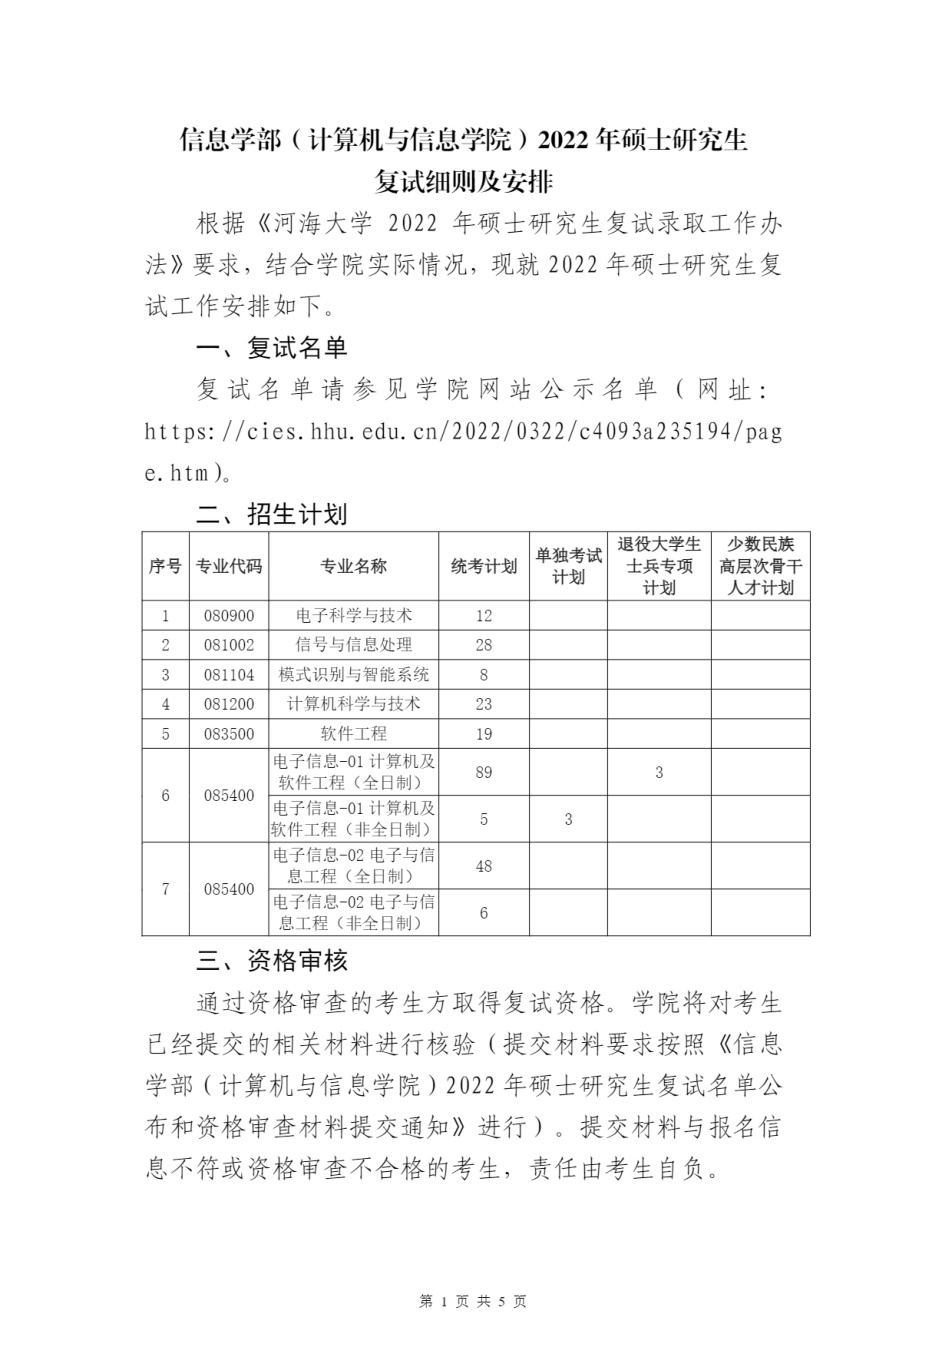 信息学部（计算机与信息学院）2022 年硕士研究生
复试细则及安排
根据《河海大学 2022 年硕士研究生复试录取工作办
法》要求，结合学院实际情况，现就 2022 年硕士研究生复
试工作安排如下。
一、复试名单
复试名单请参见学院网站公示名单（网址：
https://cies.hhu.edu.cn/2022/0322/c4093a235194/pag
e.htm）。
二、招生计划
序号 专业代码 专业名称 统考计划 单独考试计划 退役大学生士兵专项计划 少数民族高层次骨干人才计划
1 080900 电子科学与技术 12
2 081002 信号与信息处理 28
3 081104 模式识别与智能系统 8
4 081200 计算机科学与技术 23
5 083500 软件工程 19
6 085400 电子信息-01 计算机及软件工程（全日制） 89 3
电子信息-01 计算机及软件工程（非全日制） 5 3
7 085400 电子信息-02 电子与信息工程（全日制） 48
电子信息-02 电子与信息工程（非全日制） 6
三、资格审核
通过资格审查的考生方取得复试资格。学院将对考生
已经提交的相关材料进行核验（提交材料要求按照《信息
学部（计算机与信息学院）2022 年硕士研究生复试名单公
布和资格审查材料提交通知》进行）。提交材料与报名信
息不符或资格审查不合格的考生，责任由考生自负。
第 1 页 共 5 页